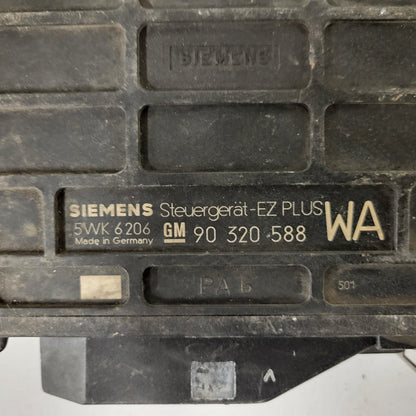 SIEMENS
SIEMENS Steuergerät-EZ PLUS WA
5WK 6206 GM 90 320 588
Made in Germany
PA 6
501